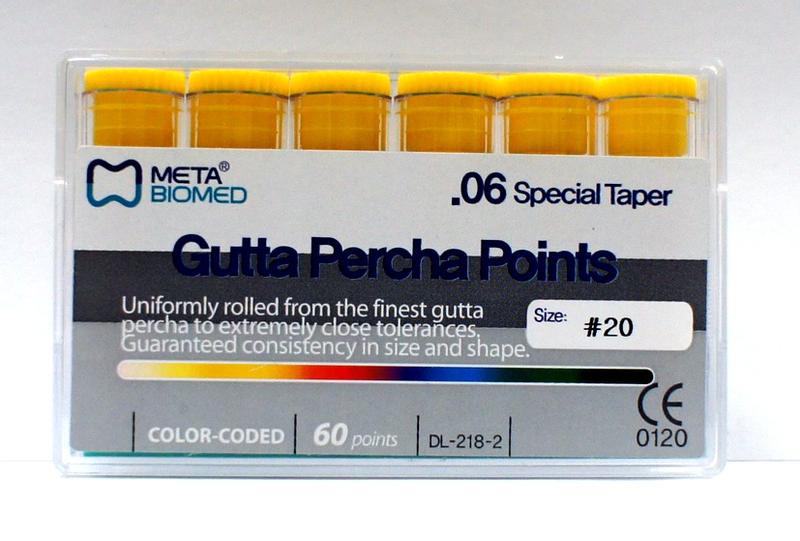 META®
BIOMED
.06 Special Taper
Gutta Percha Points
Uniformly rolled from the finest gutta
percha to extremely close tolerances.
Guaranteed consistency in size and shape.
Size: #20
CE
0120
COLOR-CODED 60 points DL-218-2